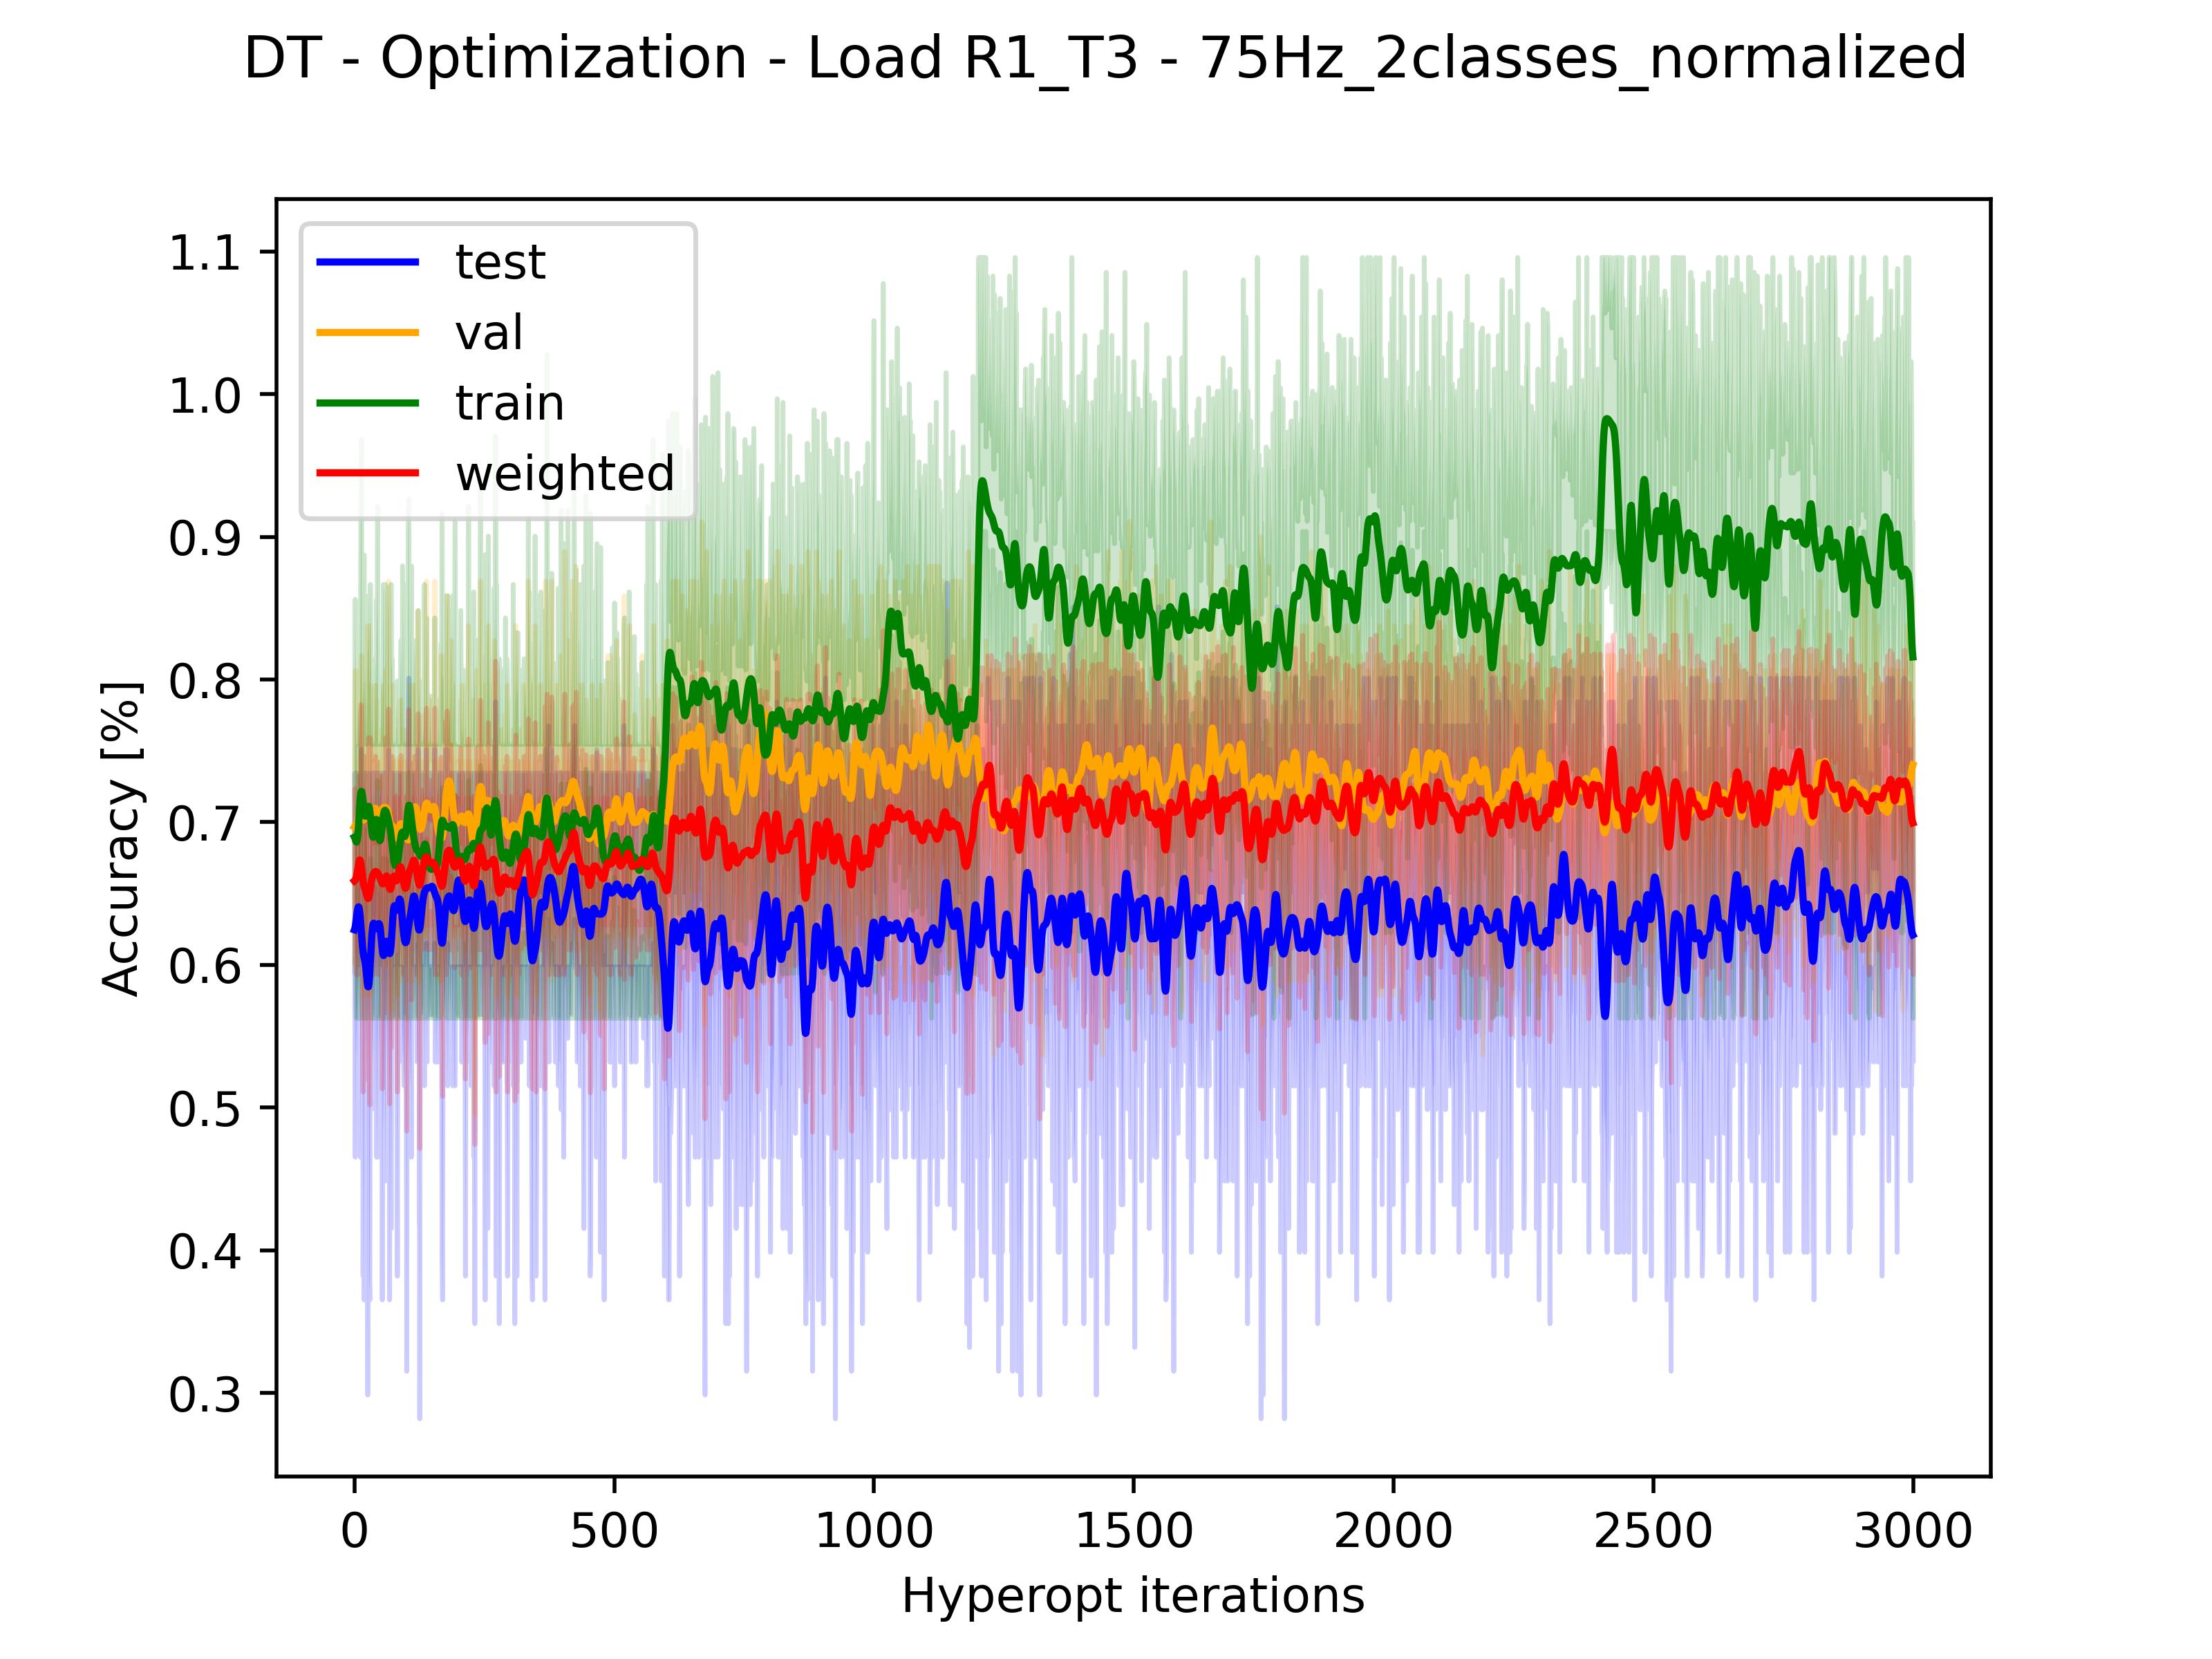 DT - Optimization - Load R1_T3 - 75Hz_2classes_normalized
test
val
train
weighted
1.1
1.0
0.9
0.8
0.7
0.6
0.5
0.4
0.3
Accuracy [%]
0 500 1000 1500 2000 2500 3000
Hyperopt iterations